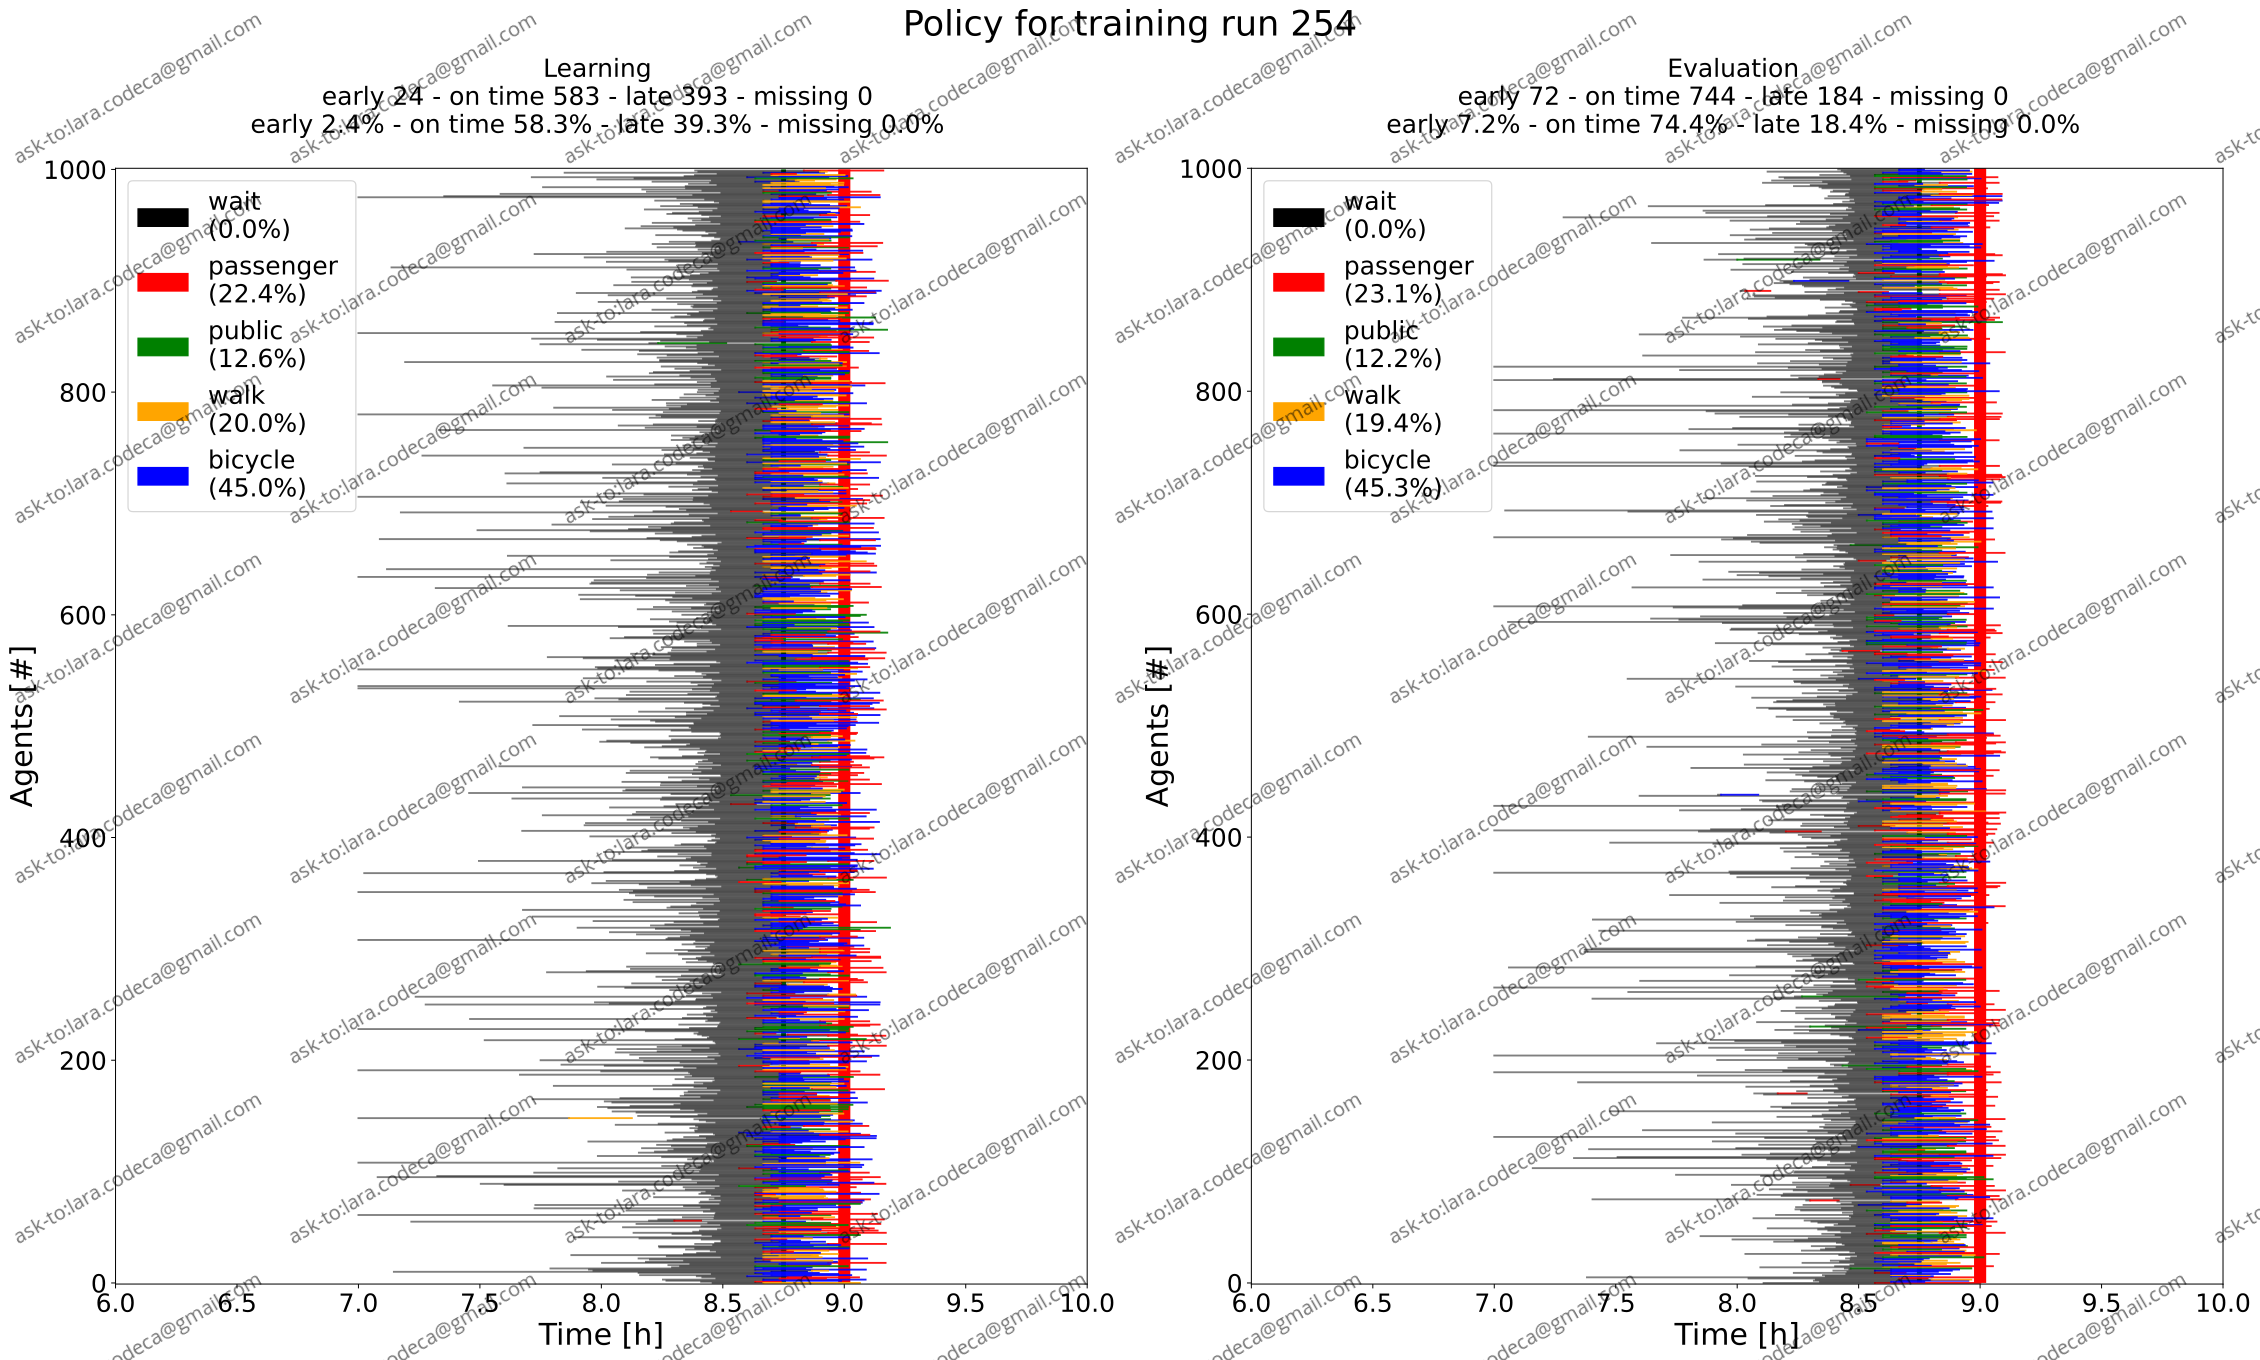 Policy for training run 254
Learning
early 24 - on time 583 - late 393 - missing 0
early 2.4% - on time 58.3% - late 39.3% - missing 0.0%
1000
800
600
400
200
0
Agents [#]
wait
(0.0%)
passenger
(22.4%)
public
(12.6%)
walk
(20.0%)
bicycle
(45.0%)
6.0 6.5 7.0 7.5 8.0 8.5 9.0 9.5 10.0
Time [h]
Evaluation
early 72 - on time 744 - late 184 - missing 0
early 7.2% - on time 74.4% - late 18.4% - missing 0.0%
1000
800
600
400
200
0
Agents [#]
wait
(0.0%)
passenger
(23.1%)
public
(12.2%)
walk
(19.4%)
bicycle
(45.3%)
6.0 6.5 7.0 7.5 8.0 8.5 9.0 9.5 10.0
Time [h]
ask-to:lara.codeca@gmail.com